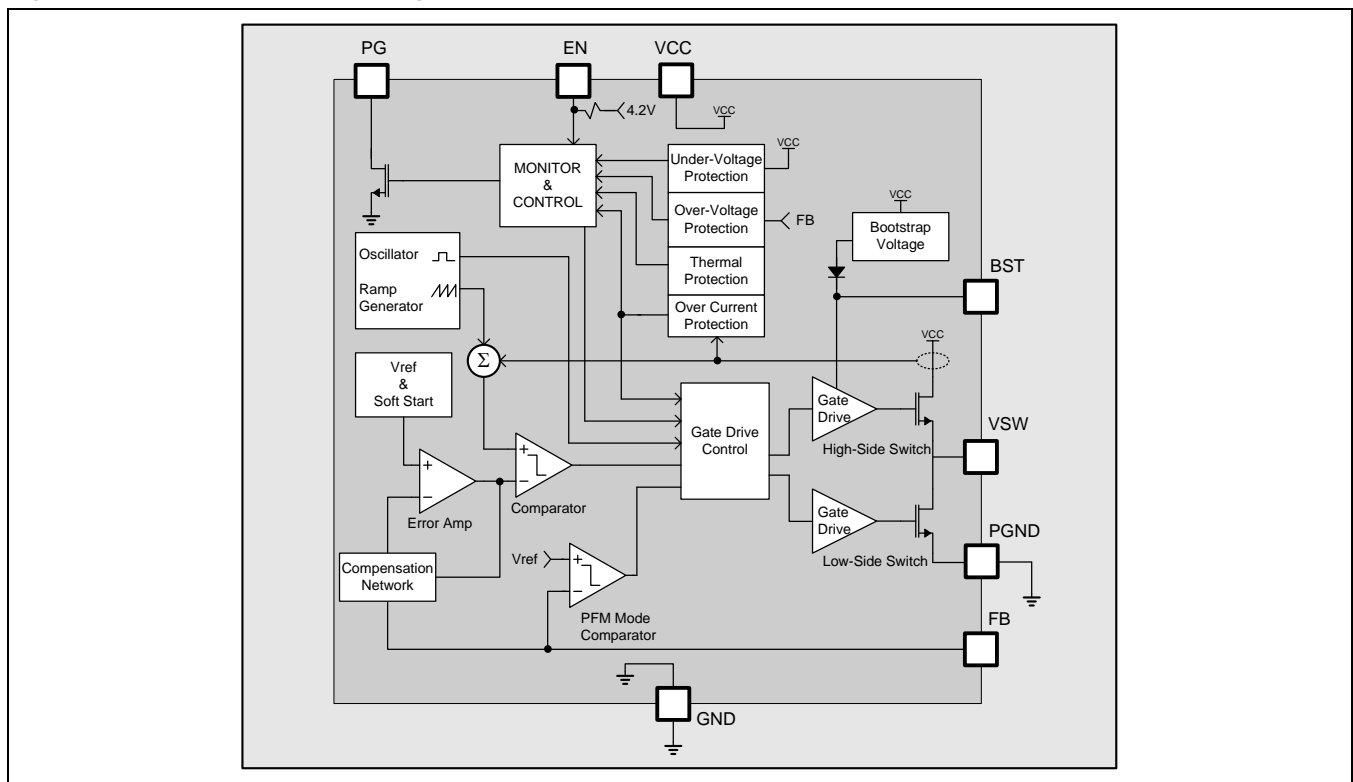 PG
EN
VCC
4.2V
VCC
MONITOR
&
CONTROL
Under-Voltage
Protection
VCC
Over-Voltage
Protection
FB
Thermal
Protection
Over Current
Protection
VCC
Bootstrap
Voltage
BST
Oscillator
Ramp
Generator
Σ
VCC
Vref
&
Soft Start
Gate Drive
Control
Gate
Drive
High-Side Switch
VSW
+
−
Error Amp
+
−
Comparator
Gate
Drive
Low-Side Switch
PGND
Compensation
Network
Vref
+
−
PFM Mode
Comparator
FB
GND